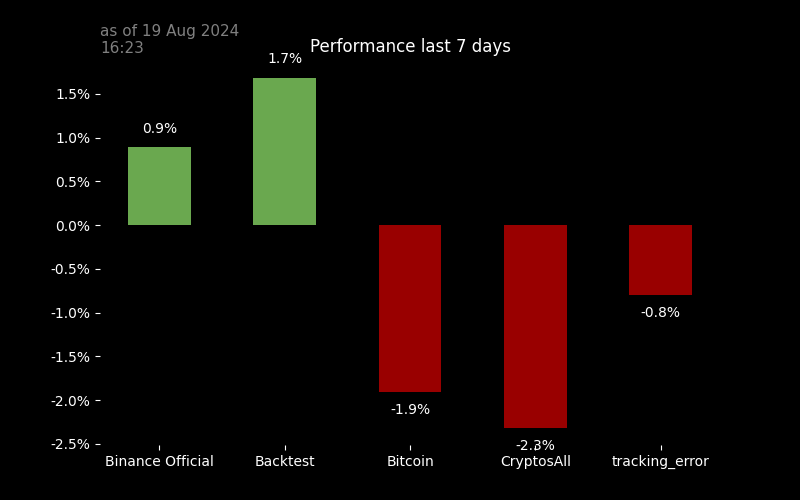 as of 19 Aug 2024
16:23
Performance last 7 days
1.7%
1.5%
0.9%
1.0%
0.5%
0.0%
-0.5%
-0.8%
-1.0%
-1.5%
-1.9%
-2.0%
-2.3%
-2.5%
Binance Official
Backtest
Bitcoin
CryptosAll
tracking_error